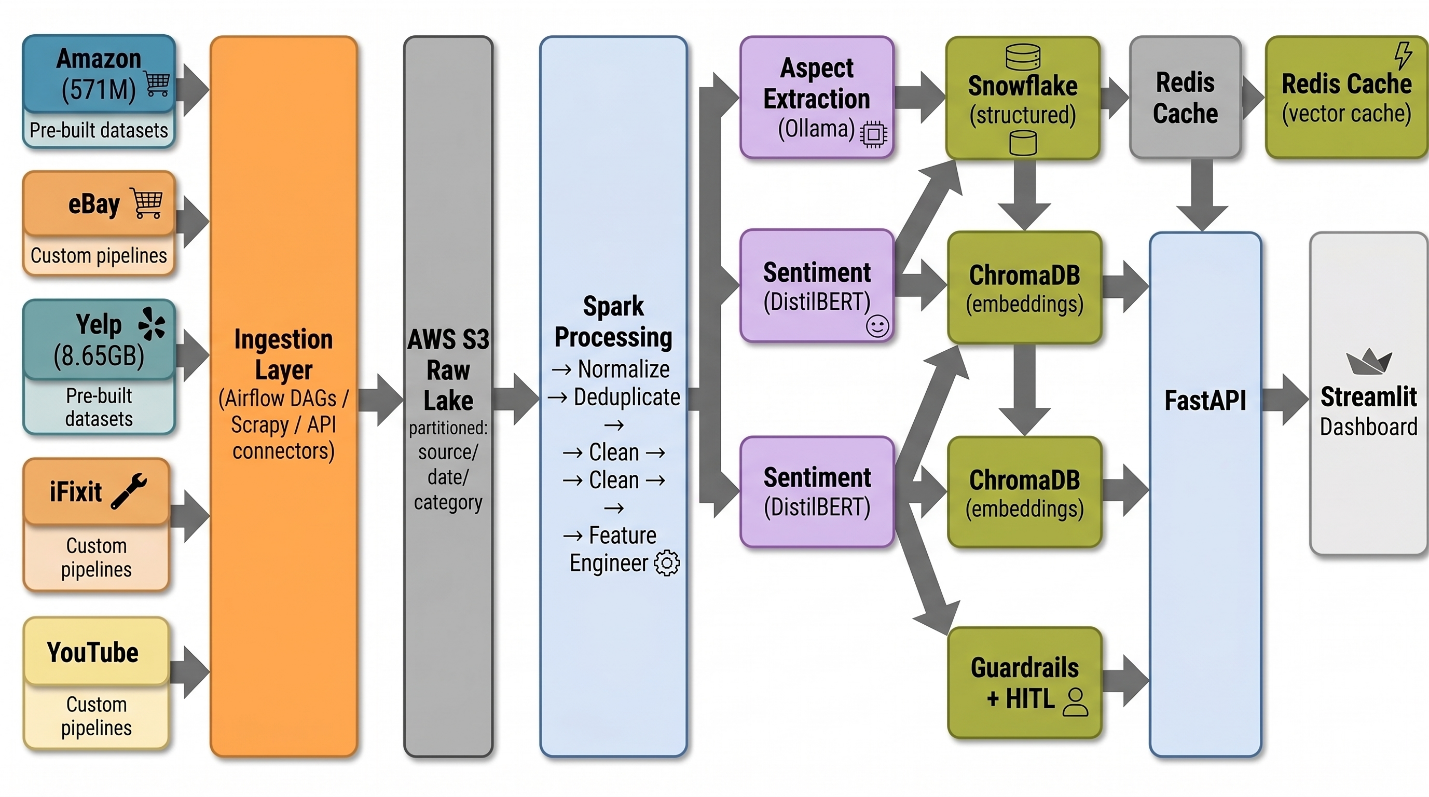 Amazon
(571M)
Pre-built datasets
eBay
Custom pipelines
Yelp
(8.65GB)
Pre-built
datasets
iFixit
Custom
pipelines
YouTube
Custom
pipelines
Ingestion
Layer
(Airflow DAGs /
Scrapy / API
connectors)
AWS S3
Raw
Lake
partitioned:
source/
date/
category
Spark
Processing
→ Normalize
→ Deduplicate
→
→ Clean →
→ Clean →
→
→ Feature
Engineer
Aspect
Extraction
(Ollama)
Sentiment
(DistilBERT)
Sentiment
(DistilBERT)
Snowflake
(structured)
ChromaDB
(embeddings)
ChromaDB
(embeddings)
Guardrails
+ HITL
Redis
Cache
Redis Cache
(vector cache)
FastAPI
Streamlit
Dashboard